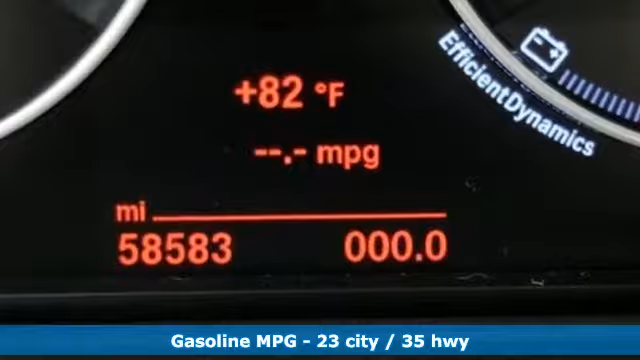 +82 °F
--.- mpg
EfficientDynamics
mi
58583 000.0
Gasoline MPG - 23 city / 35 hwy